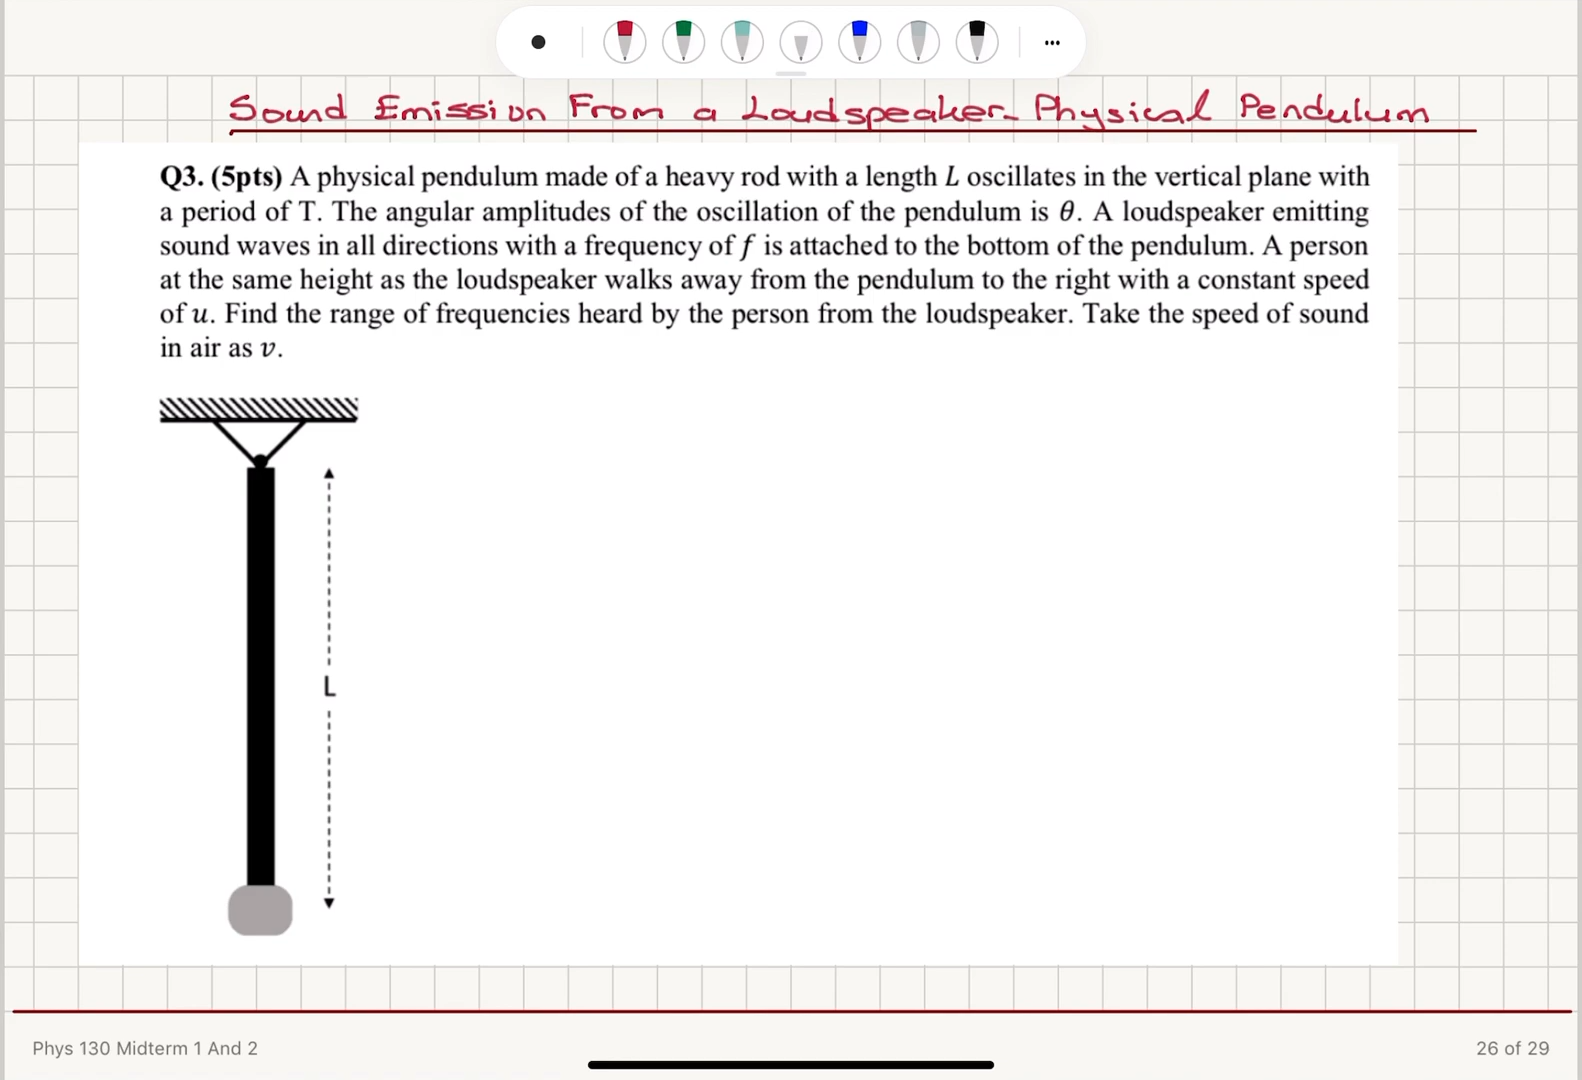 Sound Emission From a Loudspeaker_ Physical Pendulum
Q3. (5pts) A physical pendulum made of a heavy rod with a length L oscillates in the vertical plane with
a period of T. The angular amplitudes of the oscillation of the pendulum is θ. A loudspeaker emitting
sound waves in all directions with a frequency of f is attached to the bottom of the pendulum. A person
at the same height as the loudspeaker walks away from the pendulum to the right with a constant speed
of u. Find the range of frequencies heard by the person from the loudspeaker. Take the speed of sound
in air as v.
L
Phys 130 Midterm 1 And 2
26 of 29